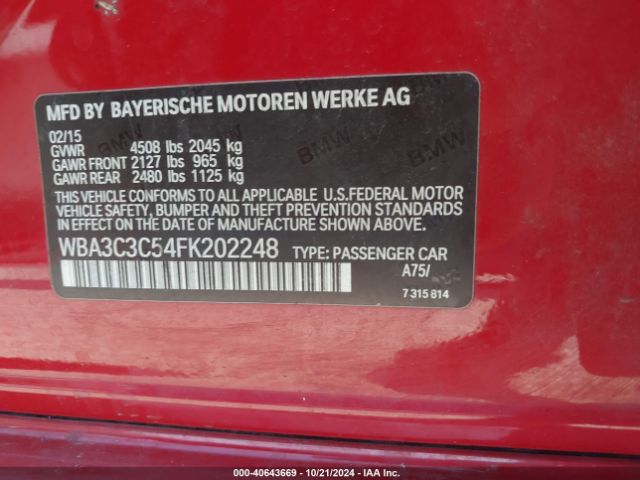 MFD BY BAYERISCHE MOTOREN WERKE AG
02/15
GVWR 4508 lbs 2045 kg
GAWR FRONT 2127 lbs 965 kg
GAWR REAR 2480 lbs 1125 kg
THIS VEHICLE CONFORMS TO ALL APPLICABLE U.S.FEDERAL MOTOR
VEHICLE SAFETY, BUMPER AND THEFT PREVENTION STANDARDS
IN EFFECT ON THE DATE OF MANUFACTURE SHOWN ABOVE.
WBA3C3C54FK202248 TYPE: PASSENGER CAR
A75/
7 315 814
BMW
BMW
000-40643669 - 10/21/2024 - IAA Inc.